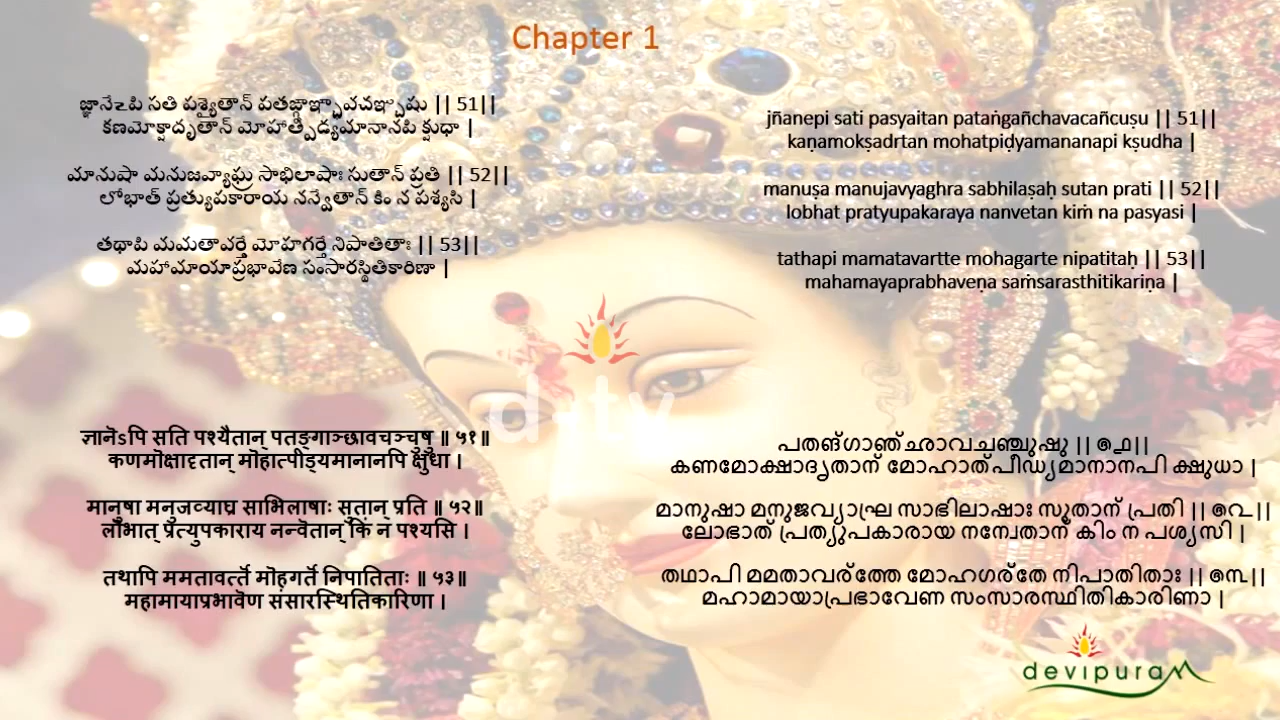 Chapter 1
జ్ఞానేఽపి సతి పశ్యైతాన్ పతఙ్గాఞ్ఛావచఞ్చుషు || 51||
కణమోక్షాదృతాన్ మోహాత్పీడ్యమానానపి క్షుధా |
మానుషా మనుజవ్యాఘ్ర సాభిలాషాః సుతాన్ ప్రతి || 52||
లోభాత్ ప్రత్యుపకారాయ నన్వేతాన్ కిం న పశ్యసి |
తథాపి మమతావర్త్తే మోహగర్తే నిపాతితాః || 53||
మహామాయాప్రభావేణ సంసారస్థితికారిణా |
jñanepi sati pasyaitan pataṅgañchavacañcuṣu || 51||
kaṇamokṣadrtan mohatpiḍyamananapi kṣudha |
manuṣa manujavyaghra sabhilaṣaḥ sutan prati || 52||
lobhat pratyupakaraya nanvetan kiṁ na pasyasi |
tathapi mamatavartte mohagarte nipatitaḥ || 53||
mahamayaprabhaveṇa saṁsarasthitikariṇa |
ज्ञानॆऽपि सति पश्यैतान् पतङ्गाञ्छावचञ्चुषु ॥ ५१॥
कणमॊक्षादृतान् मॊहात्पीड्यमानानपि क्षुधा ।
मानुषा मनुजव्याघ्र साभिलाषाः सुतान् प्रति ॥ ५२॥
लॊभात् प्रत्युपकाराय नन्वॆतान् किं न पश्यसि ।
तथापि ममतावर्त्तॆ मॊहगर्तॆ निपातिताः ॥ ५३॥
महामायाप्रभावॆण संसारस्थितिकारिणा ।
പതങ്ഗാഞ്ഛാവചഞ്ചുഷു || ൫൧||
കണമോക്ഷാദൃതാന് മോഹാത്പീഡ്യമാനാനപി ക്ഷുധാ |
മാനുഷാ മനുജവ്യാഘ്ര സാഭിലാഷാഃ സുതാന് പ്രതി || ൫൨||
ലോഭാത് പ്രത്യുപകാരായ നന്വേതാന് കിം ന പശ്യസി |
തഥാപി മമതാവര്ത്തേ മോഹഗര്തേ നിപാതിതാഃ || ൫൩||
മഹാമായാപ്രഭാവേണ സംസാരസ്ഥിതികാരിണാ |
d tv
devipuram